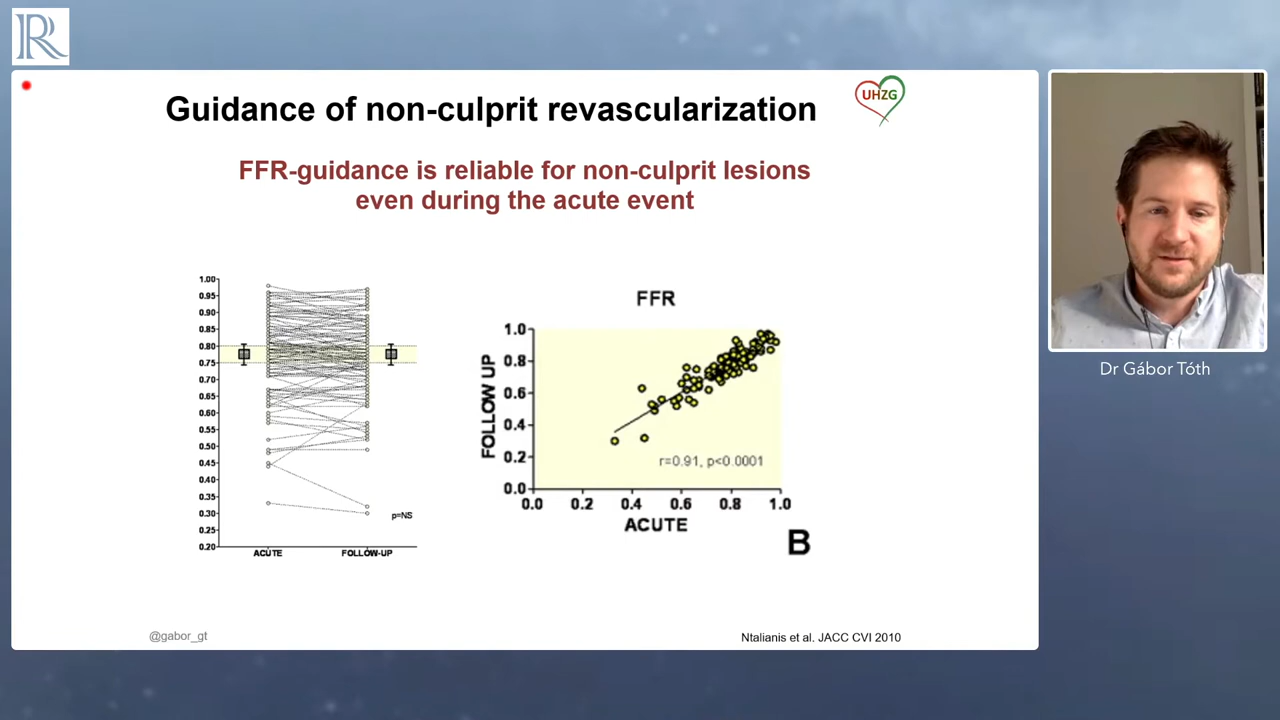 R
Guidance of non-culprit revascularization
UHZG
FFR-guidance is reliable for non-culprit lesions
even during the acute event
1.00
0.95
0.90
0.85
0.80
0.75
0.70
0.65
0.60
0.55
0.50
0.45
0.40
0.35
0.30
0.25
0.20
p=NS
ACUTE FOLLOW-UP
FFR
FOLLOW UP
1.0
0.8
0.6
0.4
0.2
0.0
r=0.91, p<0.0001
0.0 0.2 0.4 0.6 0.8 1.0
ACUTE
B
@gabor_gt
Ntalianis et al. JACC CVI 2010
Dr Gábor Tóth